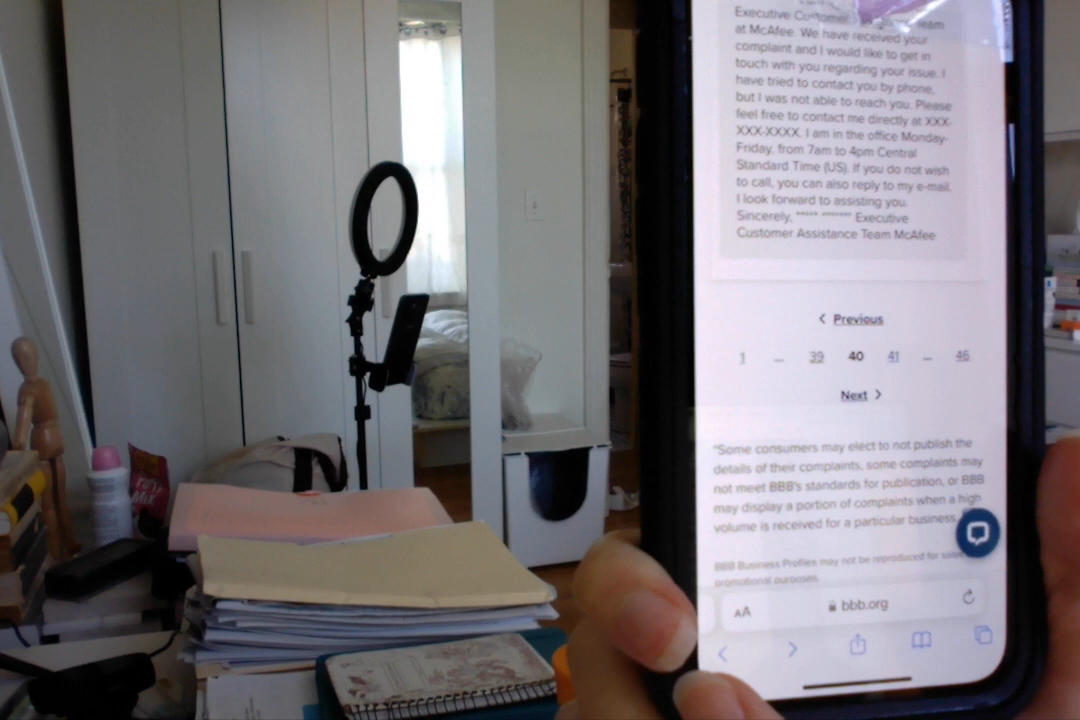 Executive Customer Team
at McAfee. We have received your
complaint and I would like to get in
touch with you regarding your issue. I
have tried to contact you by phone,
but I was not able to reach you. Please
feel free to contact me directly at XXX-
XXX-XXXX. I am in the office Monday-
Friday, from 7am to 4pm Central
Standard Time (US). If you do not wish
to call, you can also reply to my e-mail.
I look forward to assisting you.
Sincerely, ***** ******** Executive
Customer Assistance Team McAfee
< Previous
1 ... 39 40 41 ... 46
Next >
"Some consumers may elect to not publish the
details of their complaints, some complaints may
not meet BBB's standards for publication, or BBB
may display a portion of complaints when a high
volume is received for a particular business.
BBB Business Profiles may not be reproduced for sales
promotional purposes.
AA bbb.org